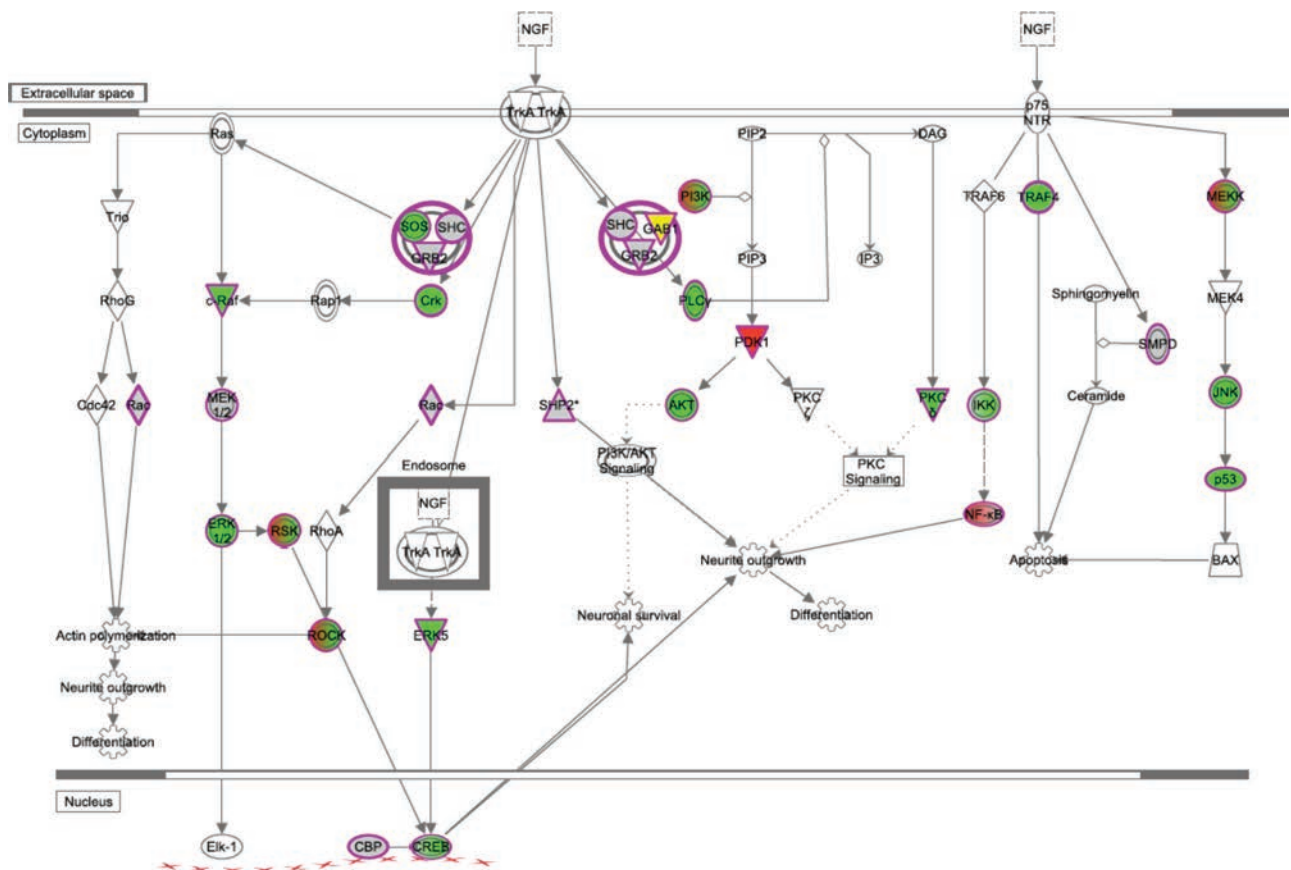 NGF
NGF
Extracellular space
TrkA TrkA
p75
NTR
Cytoplasm
Ras
PIP2
DAG
PI3K
TRAF6
TRAF4
MEKK
Trio
SOS
SHC
GRB2
SHC
GAB1
GRB2
PIP3
IP3
RhoG
c-Raf
Rap1
Crk
PLCγ
Sphingomyelin
MEK4
PDK1
SMPD
Cdc42
Rac
MEK
1/2
Rac
SHP2*
AKT
PKC
ζ
PKC
δ
IKK
Ceramide
JNK
Endosome
PI3K/AKT
Signaling
PKC
Signaling
NGF
p53
ERK
1/2
RSK
RhoA
NF-κB
TrkA TrkA
Neurite outgrowth
Apoptosis
BAX
Actin polymerization
ROCK
ERK5
Neuronal survival
Differentiation
Neurite outgrowth
Differentiation
Nucleus
Elk-1
CBP
CREB